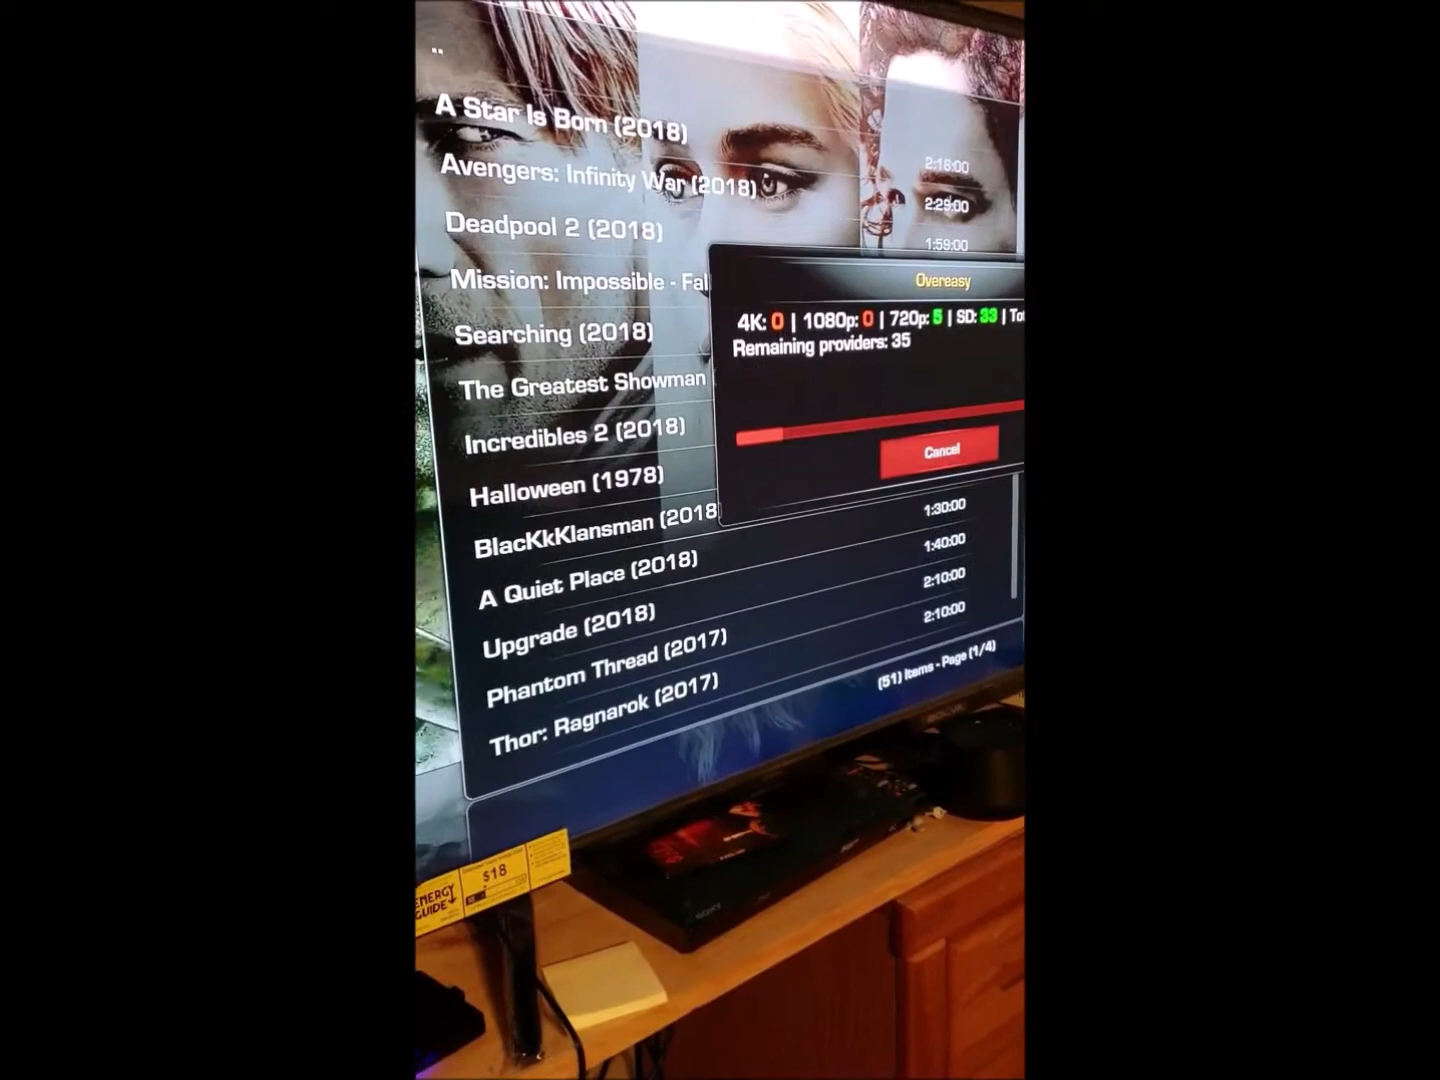 ..
A Star Is Born (2018)
2:16:00
Avengers: Infinity War (2018)
2:29:00
Deadpool 2 (2018)
1:59:00
Mission: Impossible - Fal
Overeasy
4K: 0 | 1080p: 0 | 720p: 5 | SD: 33 | To
Remaining providers: 35
Cancel
Searching (2018)
The Greatest Showman
Incredibles 2 (2018)
Halloween (1978)
1:30:00
BlacKkKlansman (2018
1:40:00
A Quiet Place (2018)
2:10:00
Upgrade (2018)
2:10:00
Phantom Thread (2017)
Thor: Ragnarok (2017)
(51) Items - Page (1/4)
ENERGY
GUIDE
$18
SONY